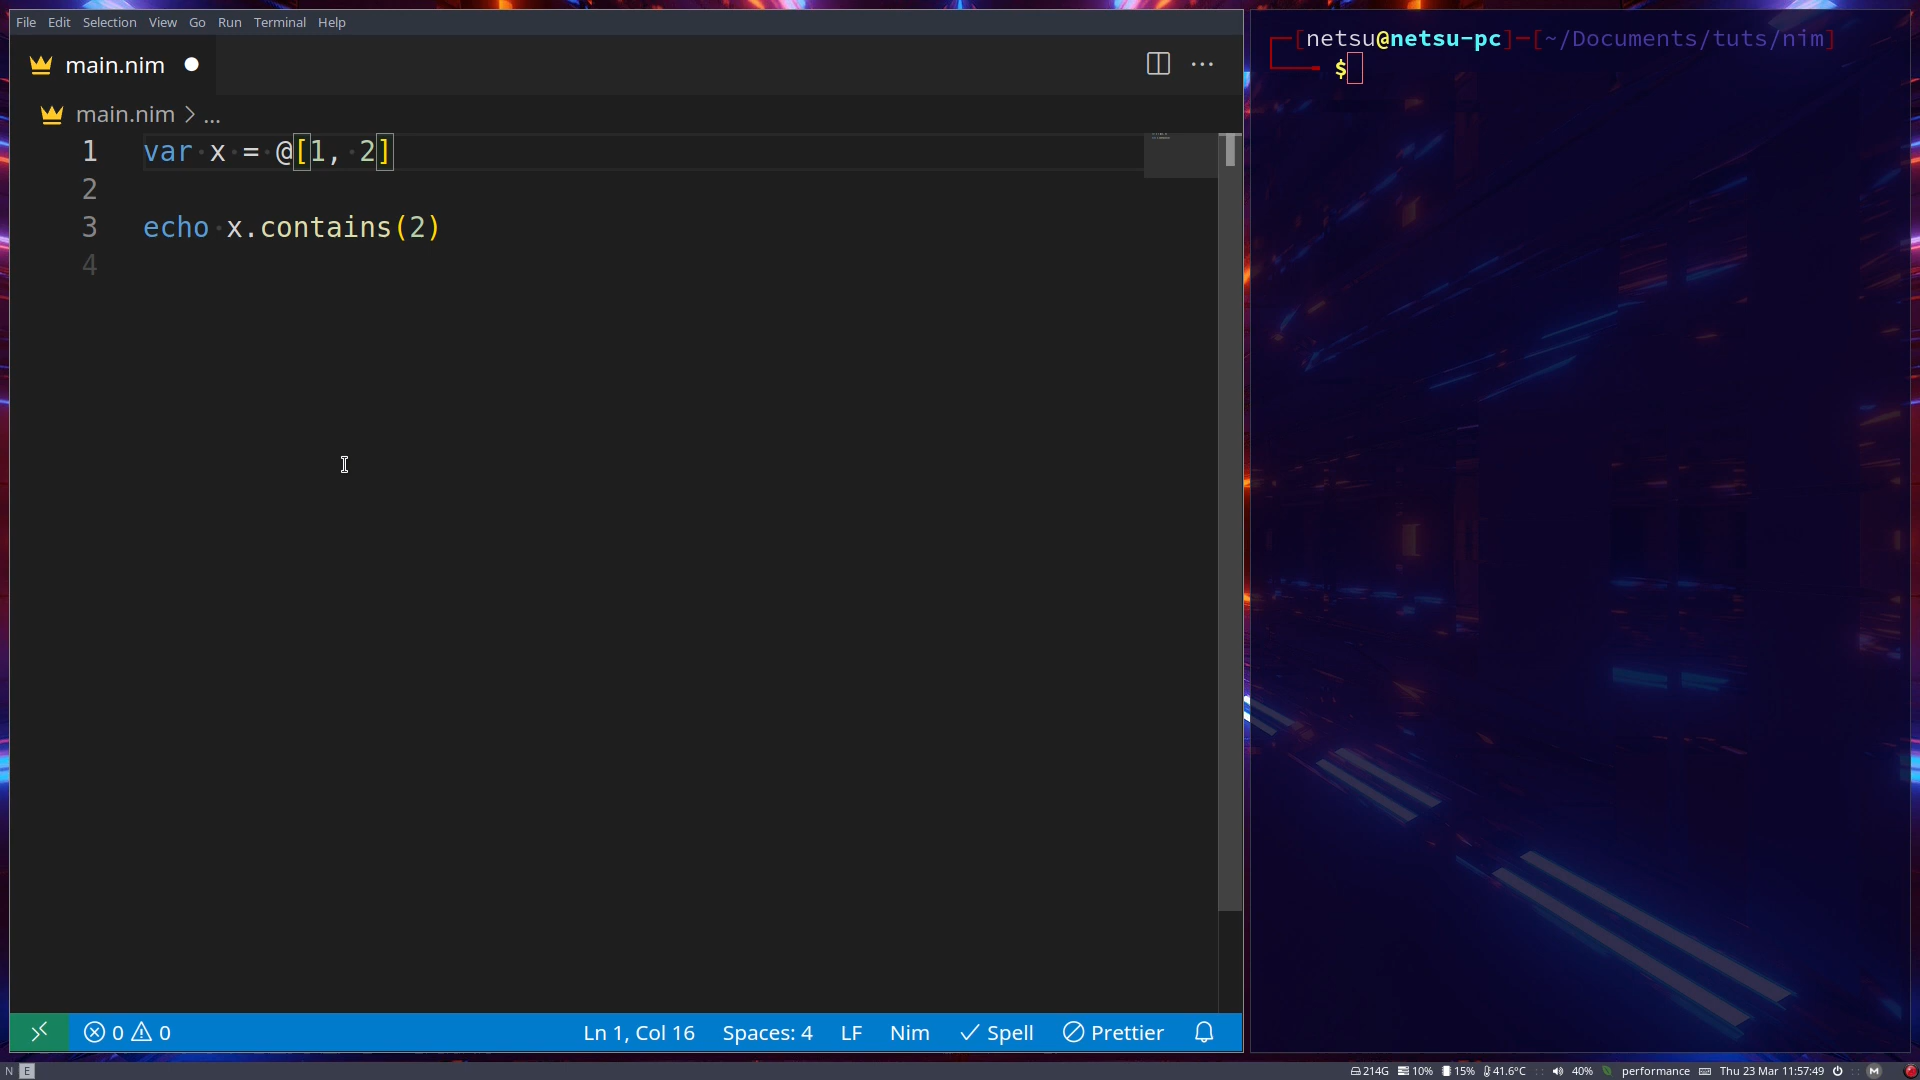 File Edit Selection View Go Run Terminal Help
main.nim
main.nim > ...
1 var x = @[1, 2]
2
3 echo x.contains(2)
4
0 0 Ln 1, Col 16 Spaces: 4 LF Nim Spell Prettier
[netsu@netsu-pc]-[~/Documents/tuts/nim]
$
N E 214G 10% 15% 41.6°C :: 40% performance Thu 23 Mar 11:57:49 :: M